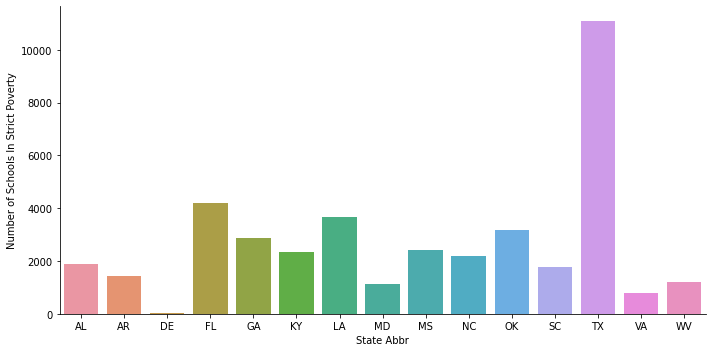 Number of Schools In Strict Poverty
10000
8000
6000
4000
2000
0
AL AR DE FL GA KY LA MD MS NC OK SC TX VA WV
State Abbr